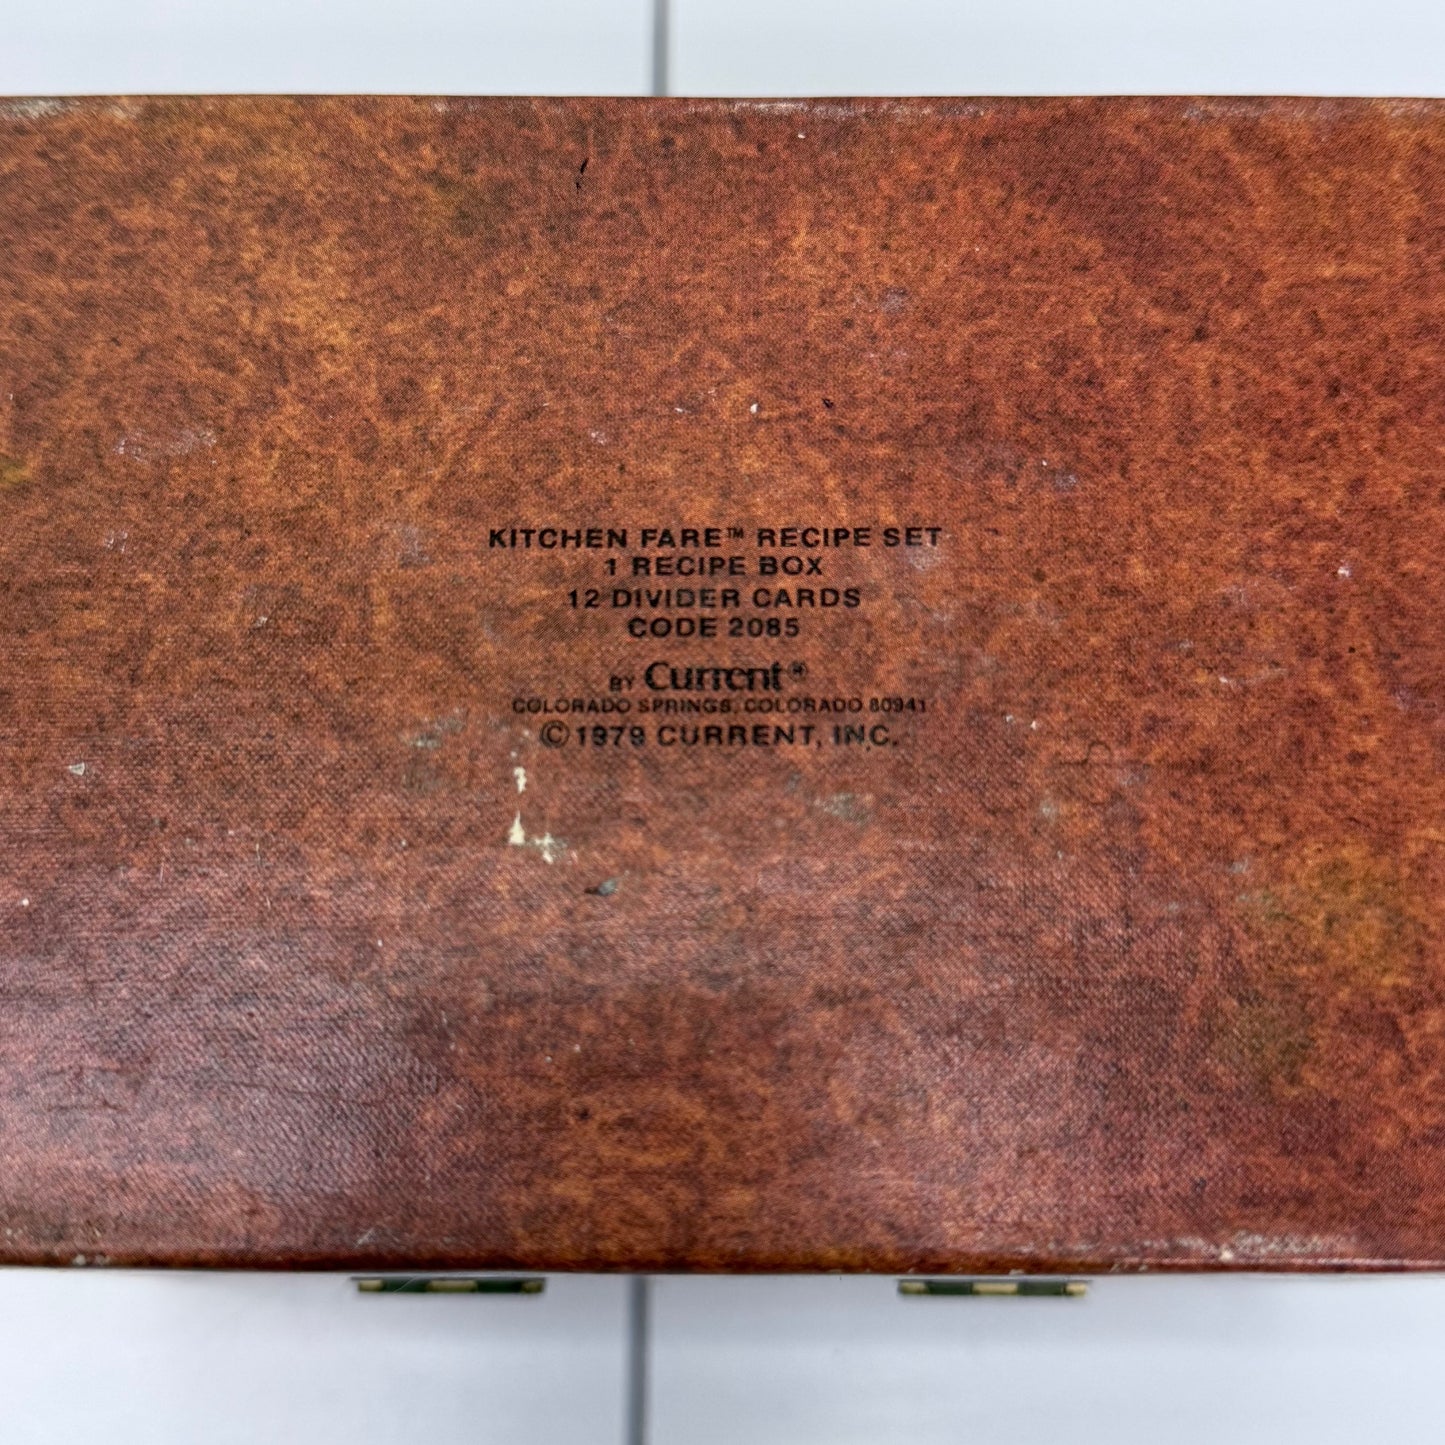 KITCHEN FARE™ RECIPE SET
1 RECIPE BOX
12 DIVIDER CARDS
CODE 2085
BY Current®
COLORADO SPRINGS, COLORADO 80941
©1979 CURRENT, INC.